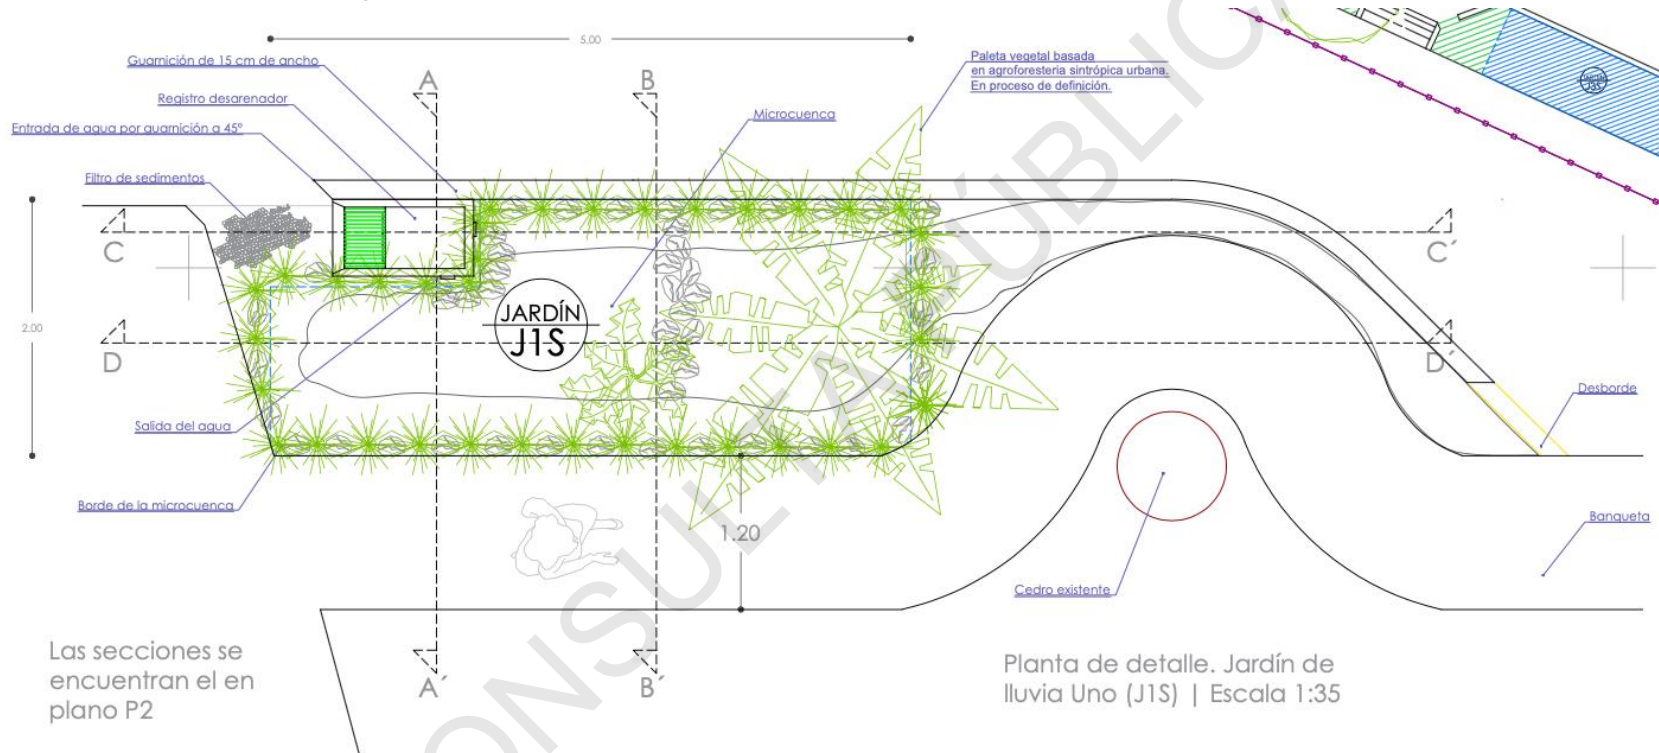 5.00
Guarnición de 15 cm de ancho
A
B
Paleta vegetal basada
en agroforesteria sintrópica urbana.
En proceso de definición.
JARDÍN
J3S
Registro desarenador
Microcuenca
Entrada de agua por guarnición a 45°
Filtro de sedimentos
C
C´
2.00
JARDÍN
J1S
D
D´
Desborde
Salida del agua
Borde de la microcuenca
1.20
Banqueta
Cedro existente
Las secciones se
encuentran el en
plano P2
A´
B´
Planta de detalle. Jardín de
lluvia Uno (J1S) | Escala 1:35
CONSULTA PÚBLICA